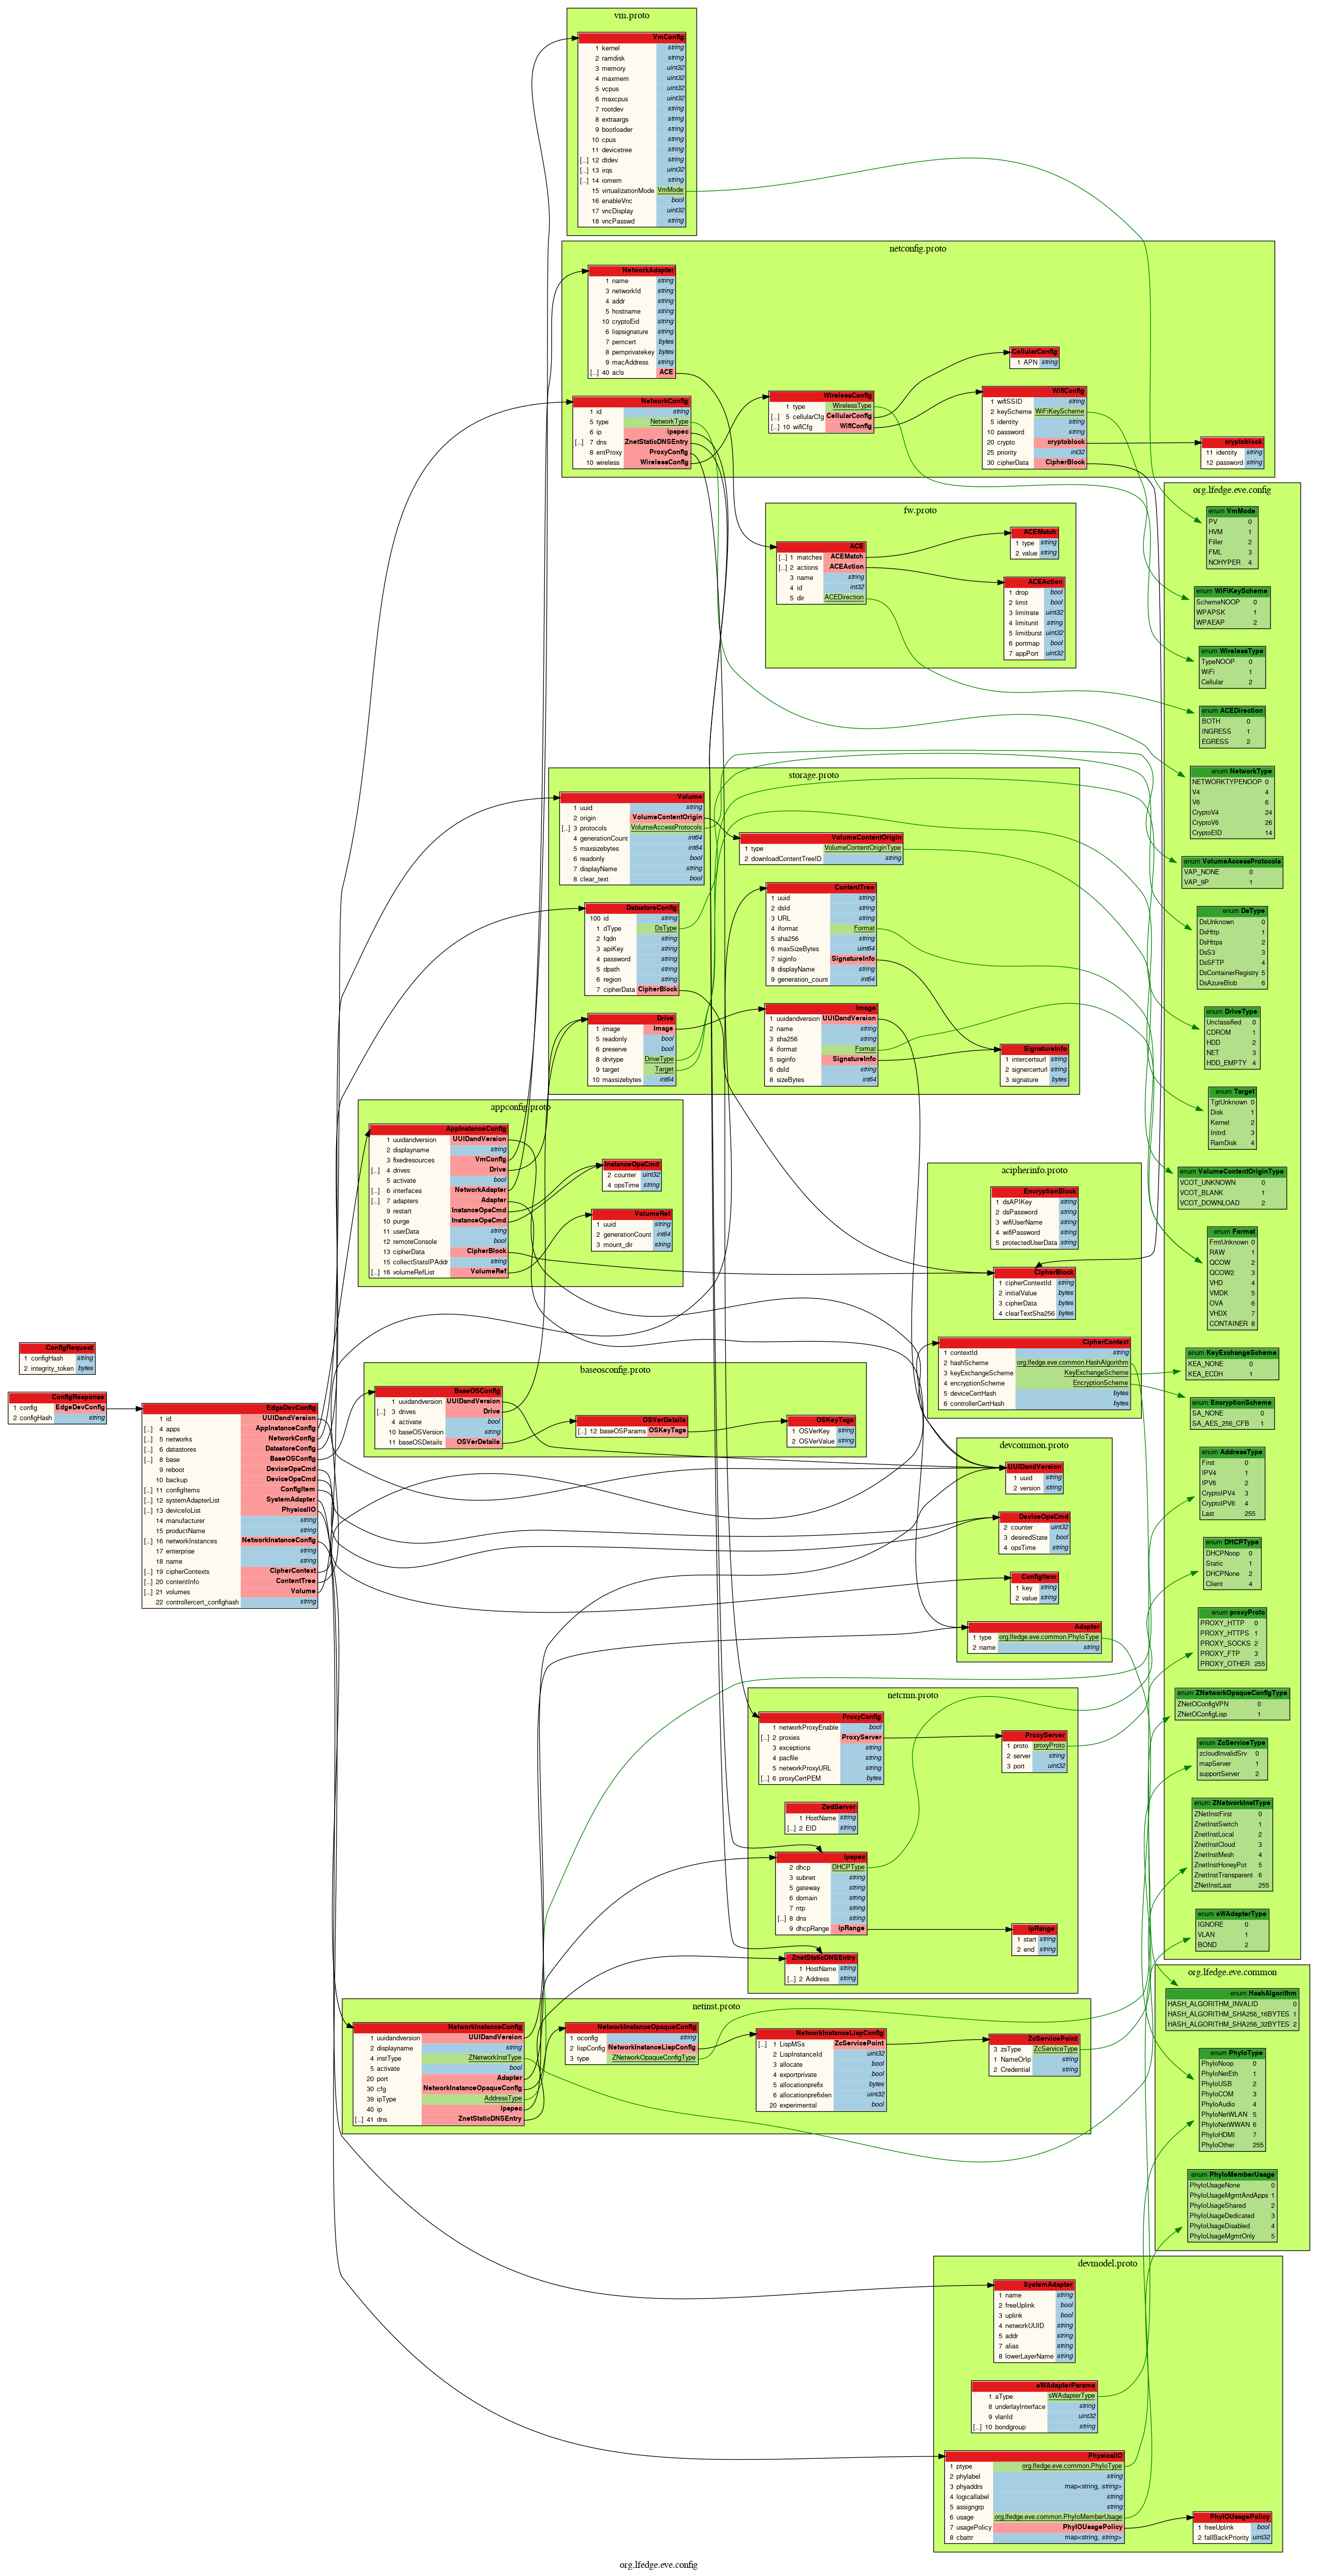 vm.proto
VmConfig
1 kernel string
2 ramdisk string
3 memory uint32
4 maxmem uint32
5 vcpus uint32
6 maxcpus uint32
7 rootdev string
8 extraargs string
9 bootloader string
10 cpus string
11 devicetree string
[...] 12 dtdev string
[...] 13 irqs uint32
[...] 14 iomem string
15 virtualizationMode VmMode
16 enableVnc bool
17 vncDisplay uint32
18 vncPasswd string
netconfig.proto
NetworkAdapter
1 name string
3 networkId string
4 addr string
5 hostname string
10 cryptoEid string
6 lispsignature string
7 pemcert bytes
8 pemprivatekey bytes
9 macAddress string
[...] 40 acls ACE
NetworkConfig
1 id string
5 type NetworkType
6 ip ipspec
[...] 7 dns ZnetStaticDNSEntry
8 entProxy ProxyConfig
10 wireless WirelessConfig
WirelessConfig
1 type WirelessType
[...] 5 cellularCfg CellularConfig
[...] 10 wifiCfg WifiConfig
CellularConfig
1 APN string
WifiConfig
1 wifiSSID string
2 keyScheme WiFiKeyScheme
5 identity string
10 password string
20 crypto cryptoblock
25 priority int32
30 cipherData CipherBlock
cryptoblock
11 identity string
12 password string
fw.proto
ACE
[...] 1 matches ACEMatch
[...] 2 actions ACEAction
3 name string
4 id int32
5 dir ACEDirection
ACEMatch
1 type string
2 value string
ACEAction
1 drop bool
2 limit bool
3 limitrate uint32
4 limitunit string
5 limitburst uint32
6 portmap bool
7 appPort uint32
storage.proto
Volume
1 uuid string
2 origin VolumeContentOrigin
[...] 3 protocols VolumeAccessProtocols
4 generationCount int64
5 maxsizebytes int64
6 readonly bool
7 displayName string
8 clear_text bool
DatastoreConfig
100 id string
1 dType DsType
2 fqdn string
3 apiKey string
4 password string
5 dpath string
6 region string
7 cipherData CipherBlock
Drive
1 image Image
5 readonly bool
6 preserve bool
8 drvtype DriveType
9 target Target
10 maxsizebytes int64
VolumeContentOrigin
1 type VolumeContentOriginType
2 downloadContentTreeID string
ContentTree
1 uuid string
2 dsId string
3 URL string
4 iformat Format
5 sha256 string
6 maxSizeBytes uint64
7 siginfo SignatureInfo
8 displayName string
9 generation_count int64
Image
1 uuidandversion UUIDandVersion
2 name string
3 sha256 string
4 iformat Format
5 siginfo SignatureInfo
6 dsId string
8 sizeBytes int64
SignatureInfo
1 intercertsurl string
2 signercerturl string
3 signature bytes
appconfig.proto
AppInstanceConfig
1 uuidandversion UUIDandVersion
2 displayname string
3 fixedresources VmConfig
[...] 4 drives Drive
5 activate bool
[...] 6 interfaces NetworkAdapter
[...] 7 adapters Adapter
9 restart InstanceOpsCmd
10 purge InstanceOpsCmd
11 userData string
12 remoteConsole bool
13 cipherData CipherBlock
15 collectStatsIPAddr string
[...] 16 volumeRefList VolumeRef
InstanceOpsCmd
2 counter uint32
4 opsTime string
VolumeRef
1 uuid string
2 generationCount int64
3 mount_dir string
acipherinfo.proto
EncryptionBlock
1 dsAPIKey string
2 dsPassword string
3 wifiUserName string
4 wifiPassword string
5 protectedUserData string
CipherBlock
1 cipherContextId string
2 initialValue bytes
3 cipherData bytes
4 clearTextSha256 bytes
CipherContext
1 contextId string
2 hashScheme org.lfedge.eve.common.HashAlgorithm
3 keyExchangeScheme KeyExchangeScheme
4 encryptionScheme EncryptionScheme
5 deviceCertHash bytes
6 controllerCertHash bytes
ConfigRequest
1 configHash string
2 integrity_token bytes
ConfigResponse
1 config EdgeDevConfig
2 configHash string
EdgeDevConfig
1 id UUIDandVersion
[...] 4 apps AppInstanceConfig
[...] 5 networks NetworkConfig
[...] 6 datastores DatastoreConfig
[...] 8 base BaseOSConfig
9 reboot DeviceOpsCmd
10 backup DeviceOpsCmd
[...] 11 configItems ConfigItem
[...] 12 systemAdapterList SystemAdapter
[...] 13 deviceIoList PhysicalIO
14 manufacturer string
15 productName string
[...] 16 networkInstances NetworkInstanceConfig
17 enterprise string
18 name string
[...] 19 cipherContexts CipherContext
[...] 20 contentInfo ContentTree
[...] 21 volumes Volume
22 controllercert_confighash string
baseosconfig.proto
BaseOSConfig
1 uuidandversion UUIDandVersion
[...] 3 drives Drive
4 activate bool
10 baseOSVersion string
11 baseOSDetails OSVerDetails
OSVerDetails
[...] 12 baseOSParams OSKeyTags
OSKeyTags
1 OSVerKey string
2 OSVerValue string
devcommon.proto
UUIDandVersion
1 uuid string
2 version string
DeviceOpsCmd
2 counter uint32
3 desiredState bool
4 opsTime string
ConfigItem
1 key string
2 value string
Adapter
1 type org.lfedge.eve.common.PhyIoType
2 name string
netcmn.proto
ProxyConfig
1 networkProxyEnable bool
[...] 2 proxies ProxyServer
3 exceptions string
4 pacfile string
5 networkProxyURL string
[...] 6 proxyCertPEM bytes
ProxyServer
1 proto proxyProto
2 server string
3 port uint32
ZedServer
1 HostName string
[...] 2 EID string
ipspec
2 dhcp DHCPType
3 subnet string
5 gateway string
6 domain string
7 ntp string
[...] 8 dns string
9 dhcpRange ipRange
ipRange
1 start string
2 end string
ZnetStaticDNSEntry
1 HostName string
[...] 2 Address string
netinst.proto
NetworkInstanceConfig
1 uuidandversion UUIDandVersion
2 displayname string
4 instType ZNetworkInstType
5 activate bool
20 port Adapter
30 cfg NetworkInstanceOpaqueConfig
39 ipType AddressType
40 ip ipspec
[...] 41 dns ZnetStaticDNSEntry
NetworkInstanceOpaqueConfig
1 oconfig string
2 lispConfig NetworkInstanceLispConfig
3 type ZNetworkOpaqueConfigType
NetworkInstanceLispConfig
[...] 1 LispMSs ZcServicePoint
2 LispInstanceId uint32
3 allocate bool
4 exportprivate bool
5 allocationprefix bytes
6 allocationprefixlen uint32
20 experimental bool
ZcServicePoint
3 zsType ZcServiceType
1 NameOrIp string
2 Credential string
org.lfedge.eve.config
enum VmMode
PV 0
HVM 1
Filler 2
FML 3
NOHYPER 4
enum WiFiKeyScheme
SchemeNOOP 0
WPAPSK 1
WPAEAP 2
enum WirelessType
TypeNOOP 0
WiFi 1
Cellular 2
enum ACEDirection
BOTH 0
INGRESS 1
EGRESS 2
enum NetworkType
NETWORKTYPENOOP 0
V4 4
V6 6
CryptoV4 24
CryptoV6 26
CryptoEID 14
enum VolumeAccessProtocols
VAP_NONE 0
VAP_9P 1
enum DsType
DsUnknown 0
DsHttp 1
DsHttps 2
DsS3 3
DsSFTP 4
DsContainerRegistry 5
DsAzureBlob 6
enum DriveType
Unclassified 0
CDROM 1
HDD 2
NET 3
HDD_EMPTY 4
enum Target
TgtUnknown 0
Disk 1
Kernel 2
Initrd 3
RamDisk 4
enum VolumeContentOriginType
VCOT_UNKNOWN 0
VCOT_BLANK 1
VCOT_DOWNLOAD 2
enum Format
FmtUnknown 0
RAW 1
QCOW 2
QCOW2 3
VHD 4
VMDK 5
OVA 6
VHDX 7
CONTAINER 8
enum KeyExchangeScheme
KEA_NONE 0
KEA_ECDH 1
enum EncryptionScheme
SA_NONE 0
SA_AES_256_CFB 1
enum AddressType
First 0
IPV4 1
IPV6 2
CryptoIPV4 3
CryptoIPV6 4
Last 255
enum DHCPType
DHCPNoop 0
Static 1
DHCPNone 2
Client 4
enum proxyProto
PROXY_HTTP 0
PROXY_HTTPS 1
PROXY_SOCKS 2
PROXY_FTP 3
PROXY_OTHER 255
enum ZNetworkOpaqueConfigType
ZNetOConfigVPN 0
ZNetOConfigLisp 1
enum ZcServiceType
zcloudInvalidSrv 0
mapServer 1
supportServer 2
enum ZNetworkInstType
ZNetInstFirst 0
ZnetInstSwitch 1
ZnetInstLocal 2
ZnetInstCloud 3
ZnetInstMesh 4
ZnetInstHoneyPot 5
ZnetInstTransparent 6
ZNetInstLast 255
enum sWAdapterType
IGNORE 0
VLAN 1
BOND 2
org.lfedge.eve.common
enum HashAlgorithm
HASH_ALGORITHM_INVALID 0
HASH_ALGORITHM_SHA256_16BYTES 1
HASH_ALGORITHM_SHA256_32BYTES 2
enum PhyIoType
PhyIoNoop 0
PhyIoNetEth 1
PhyIoUSB 2
PhyIoCOM 3
PhyIoAudio 4
PhyIoNetWLAN 5
PhyIoNetWWAN 6
PhyIoHDMI 7
PhyIoOther 255
enum PhyIoMemberUsage
PhyIoUsageNone 0
PhyIoUsageMgmtAndApps 1
PhyIoUsageShared 2
PhyIoUsageDedicated 3
PhyIoUsageDisabled 4
PhyIoUsageMgmtOnly 5
devmodel.proto
SystemAdapter
1 name string
2 freeUplink bool
3 uplink bool
4 networkUUID string
5 addr string
7 alias string
8 lowerLayerName string
sWAdapterParams
1 aType sWAdapterType
8 underlayInterface string
9 vlanId uint32
[...] 10 bondgroup string
PhysicalIO
1 ptype org.lfedge.eve.common.PhyIoType
2 phylabel string
3 phyaddrs map<string, string>
4 logicallabel string
5 assigngrp string
6 usage org.lfedge.eve.common.PhyIoMemberUsage
7 usagePolicy PhyIOUsagePolicy
8 cbattr map<string, string>
PhyIOUsagePolicy
1 freeUplink bool
2 fallBackPriority uint32
org.lfedge.eve.config